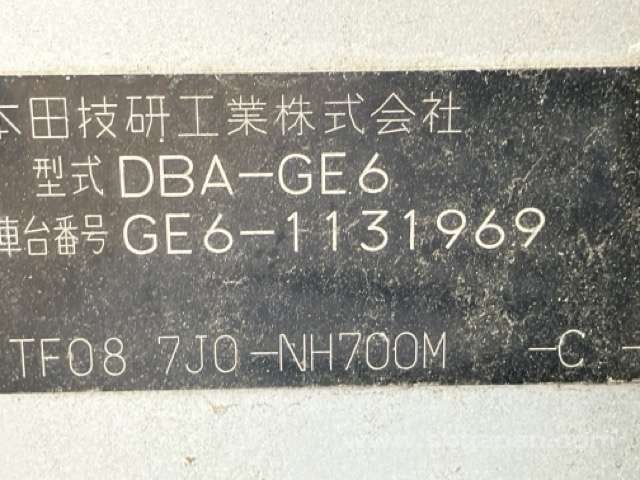 本田技研工業株式会社
型式 DBA-GE6
車台番号 GE6-1131969
TF08 7J0-NH700M -C -